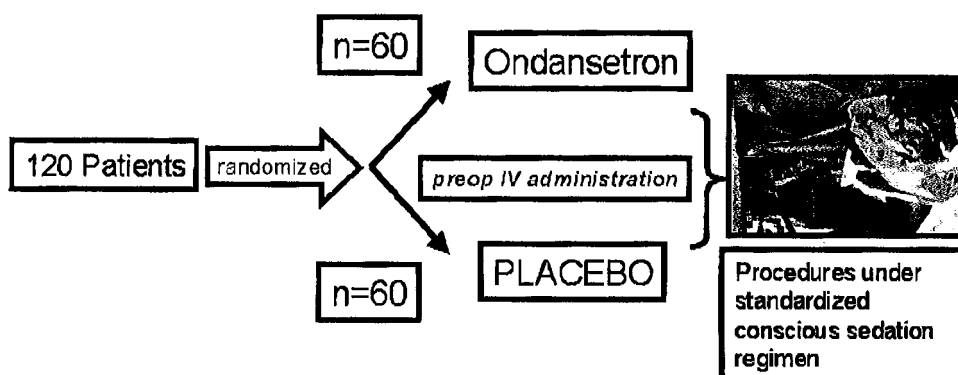 n=60
Ondansetron
120 Patients
randomized
preop IV administration
n=60
PLACEBO
Procedures under
standardized
conscious sedation
regimen